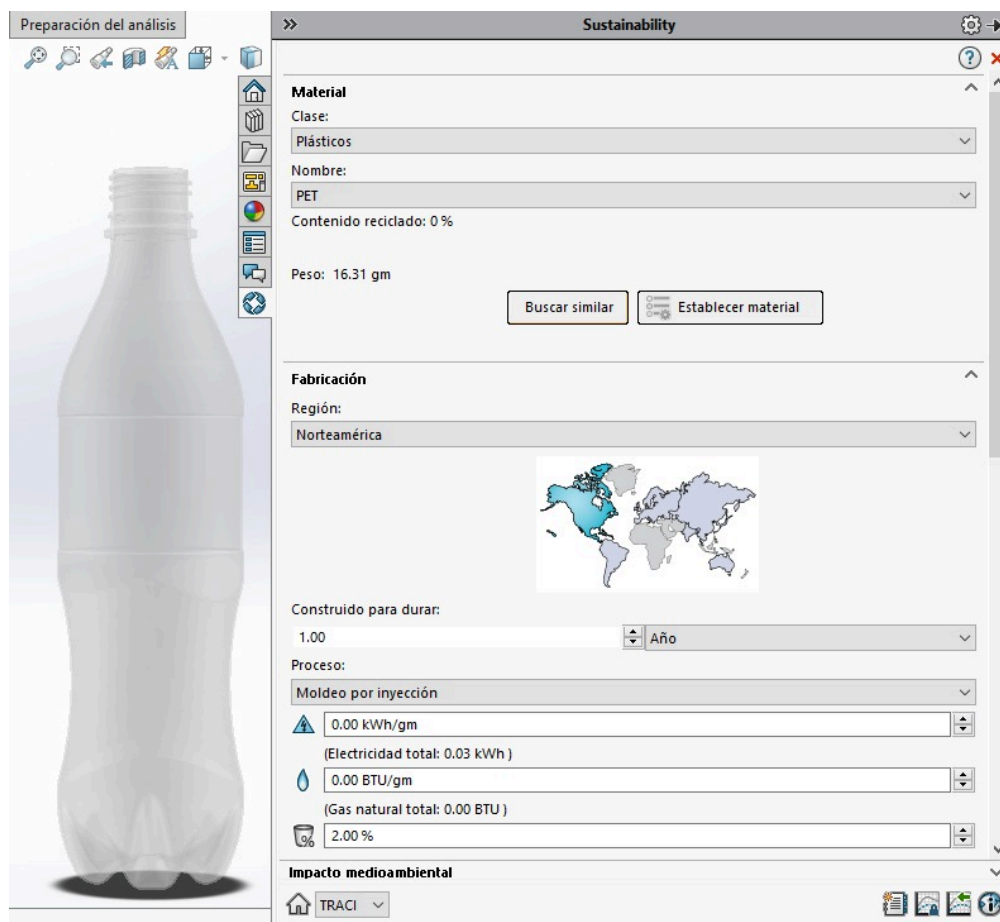 Preparación del análisis
Sustainability
Material
Clase:
Plásticos
Nombre:
PET
Contenido reciclado: 0 %
Peso: 16.31 gm
Buscar similar
Establecer material
Fabricación
Región:
Norteamérica
Construido para durar:
1.00 Año
Proceso:
Moldeo por inyección
0.00 kWh/gm
(Electricidad total: 0.03 kWh )
0.00 BTU/gm
(Gas natural total: 0.00 BTU )
2.00 %
Impacto medioambiental
TRACI